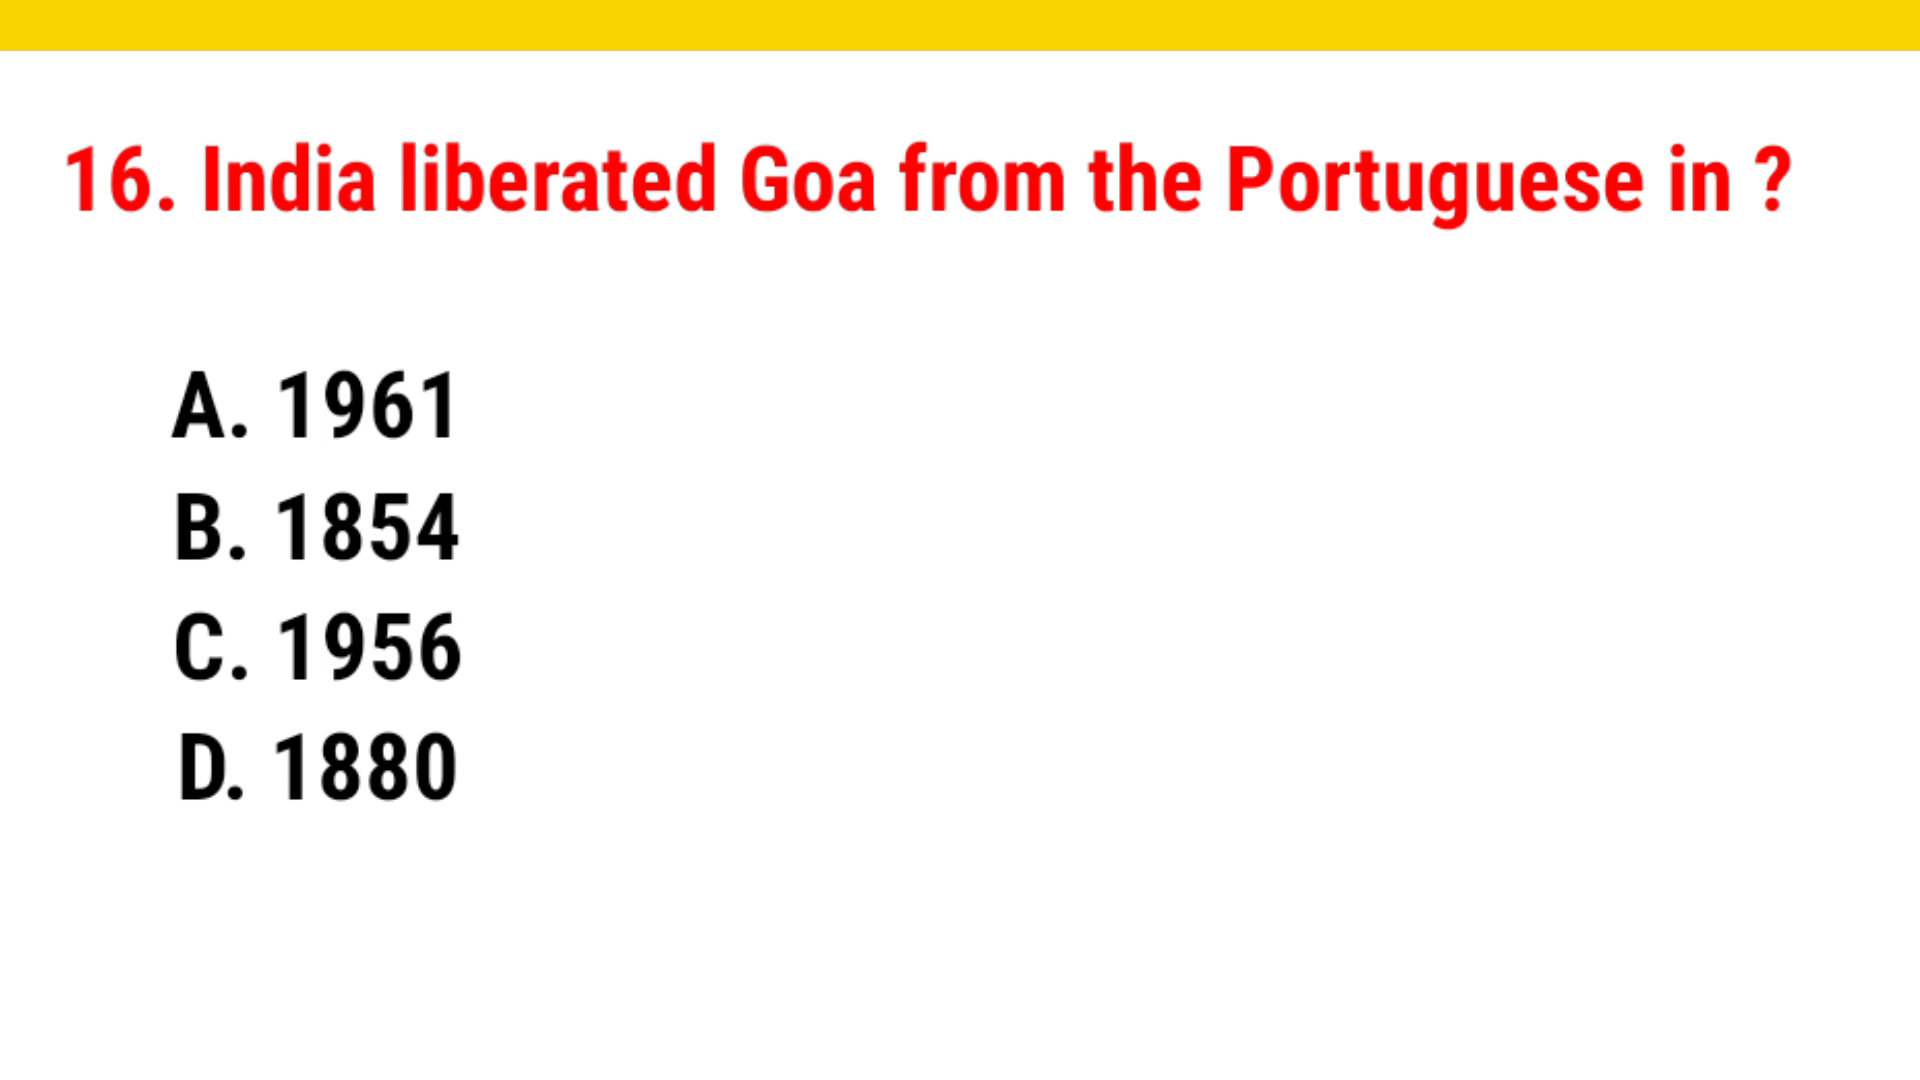 16. India liberated Goa from the Portuguese in ?
A. 1961
B. 1854
C. 1956
D. 1880